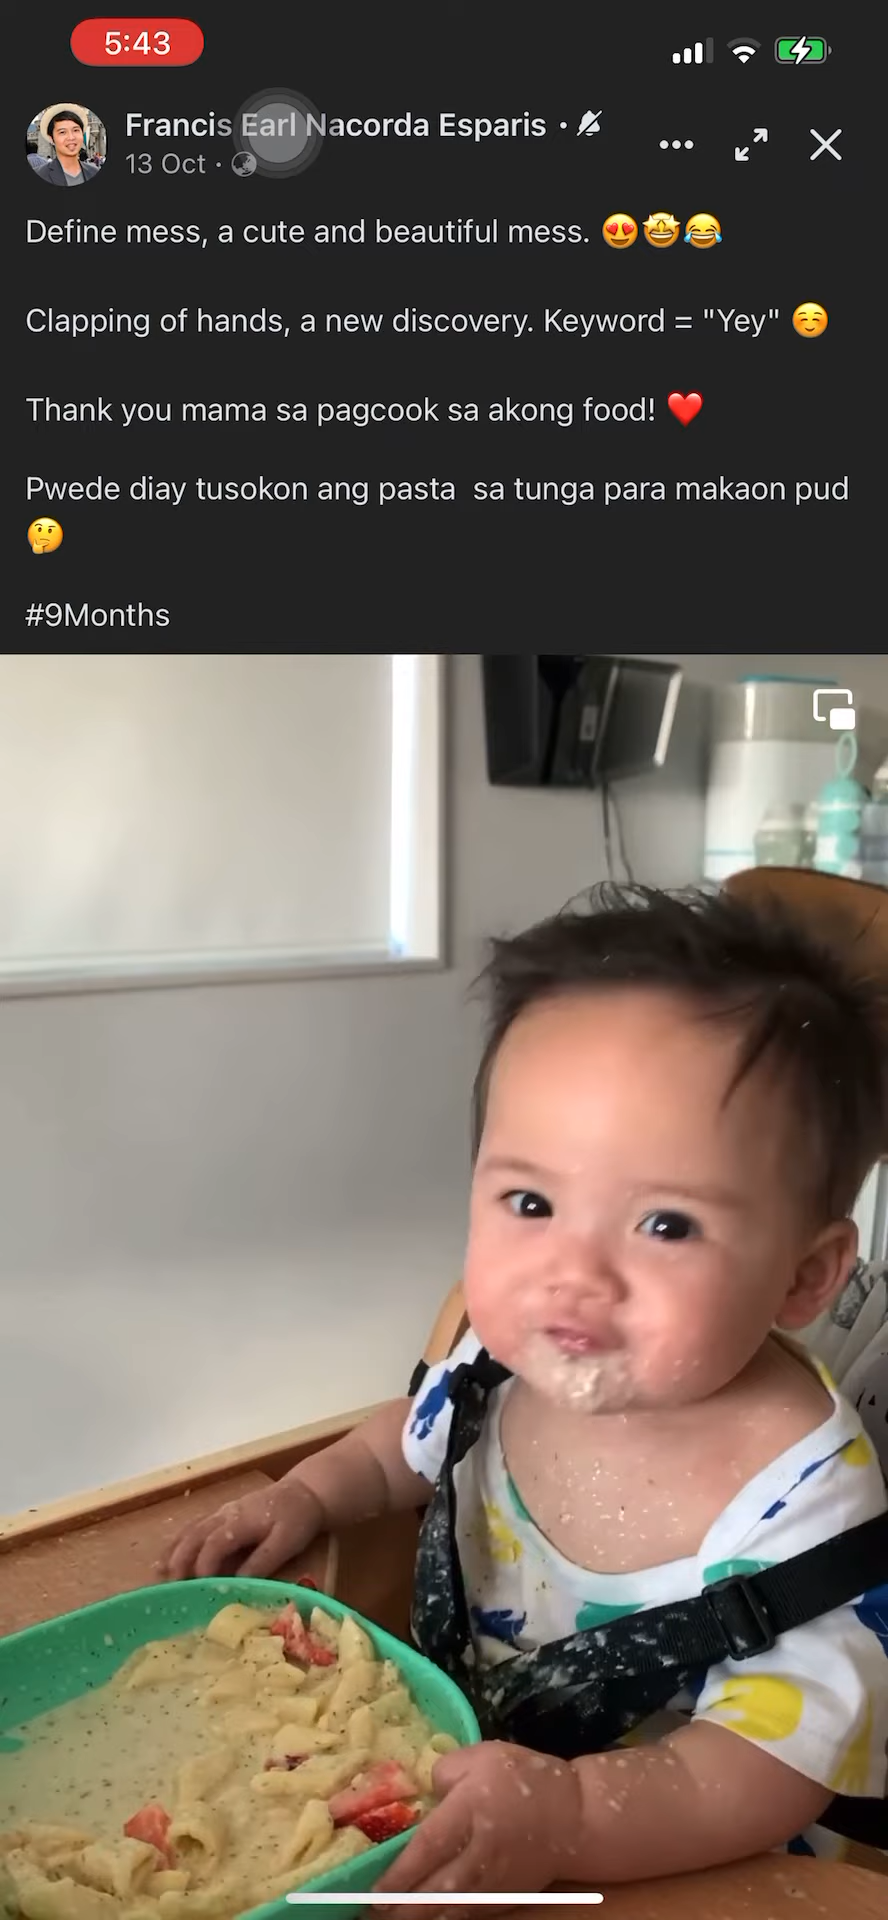 5:43
Francis Earl Nacorda Esparis
13 Oct
Define mess, a cute and beautiful mess. 😍🤩😂
Clapping of hands, a new discovery. Keyword = "Yey" ☺️
Thank you mama sa pagcook sa akong food! ❤️
Pwede diay tusokon ang pasta  sa tunga para makaon pud
🤔
#9Months